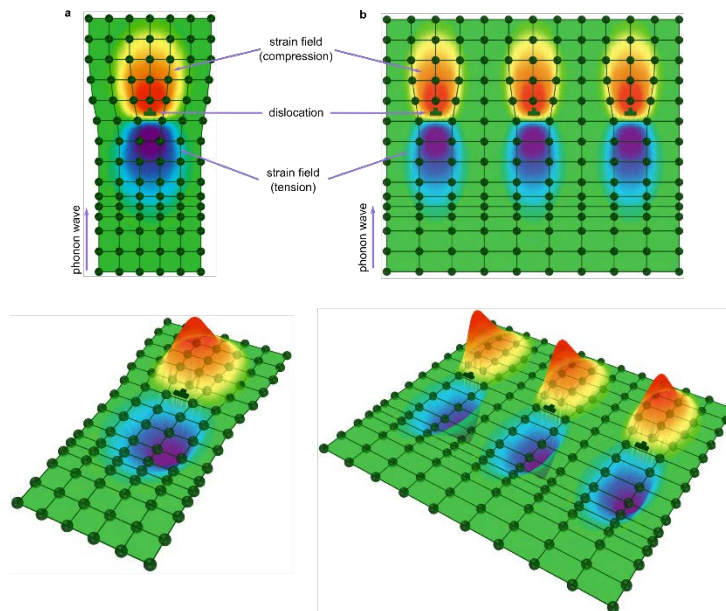 a
b
strain field
(compression)
dislocation
strain field
(tension)
phonon wave
phonon wave